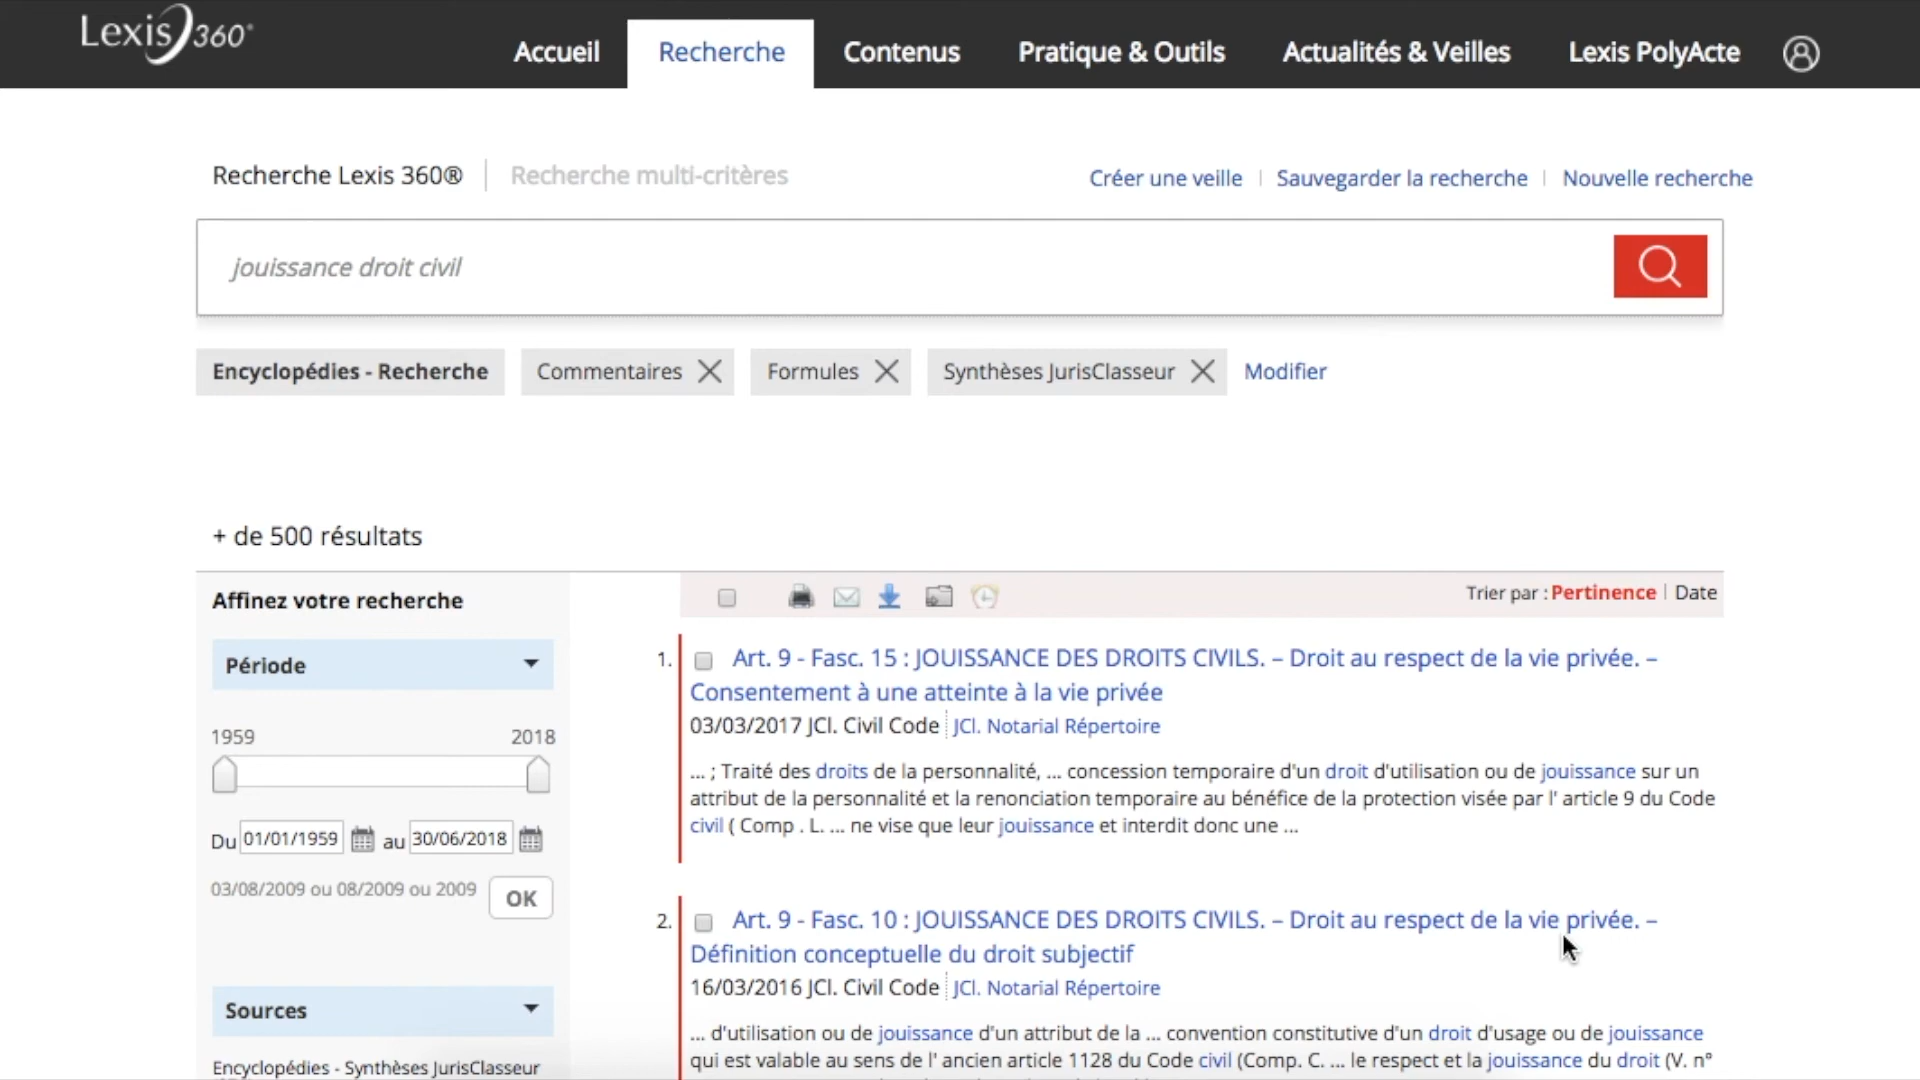 Lexis 360®
Accueil
Recherche
Contenus
Pratique & Outils
Actualités & Veilles
Lexis PolyActe
Recherche Lexis 360®
Recherche multi-critères
Créer une veille
Sauvegarder la recherche
Nouvelle recherche
jouissance droit civil
Encyclopédies - Recherche
Commentaires
Formules
Synthèses JurisClasseur
Modifier
+ de 500 résultats
Affinez votre recherche
Période
1959 2018
Du 01/01/1959 au 30/06/2018
03/08/2009 ou 08/2009 ou 2009
OK
Sources
Encyclopédies - Synthèses JurisClasseur
Trier par : Pertinence | Date
1. Art. 9 - Fasc. 15 : JOUISSANCE DES DROITS CIVILS. – Droit au respect de la vie privée. –
Consentement à une atteinte à la vie privée
03/03/2017 JCl. Civil Code JCl. Notarial Répertoire
... ; Traité des droits de la personnalité, ... concession temporaire d'un droit d'utilisation ou de jouissance sur un
attribut de la personnalité et la renonciation temporaire au bénéfice de la protection visée par l' article 9 du Code
civil ( Comp . L. ... ne vise que leur jouissance et interdit donc une ...
2. Art. 9 - Fasc. 10 : JOUISSANCE DES DROITS CIVILS. – Droit au respect de la vie privée. –
Définition conceptuelle du droit subjectif
16/03/2016 JCl. Civil Code JCl. Notarial Répertoire
... d'utilisation ou de jouissance d'un attribut de la ... convention constitutive d'un droit d'usage ou de jouissance
qui est valable au sens de l' ancien article 1128 du Code civil (Comp. C. ... le respect et la jouissance du droit (V. n°